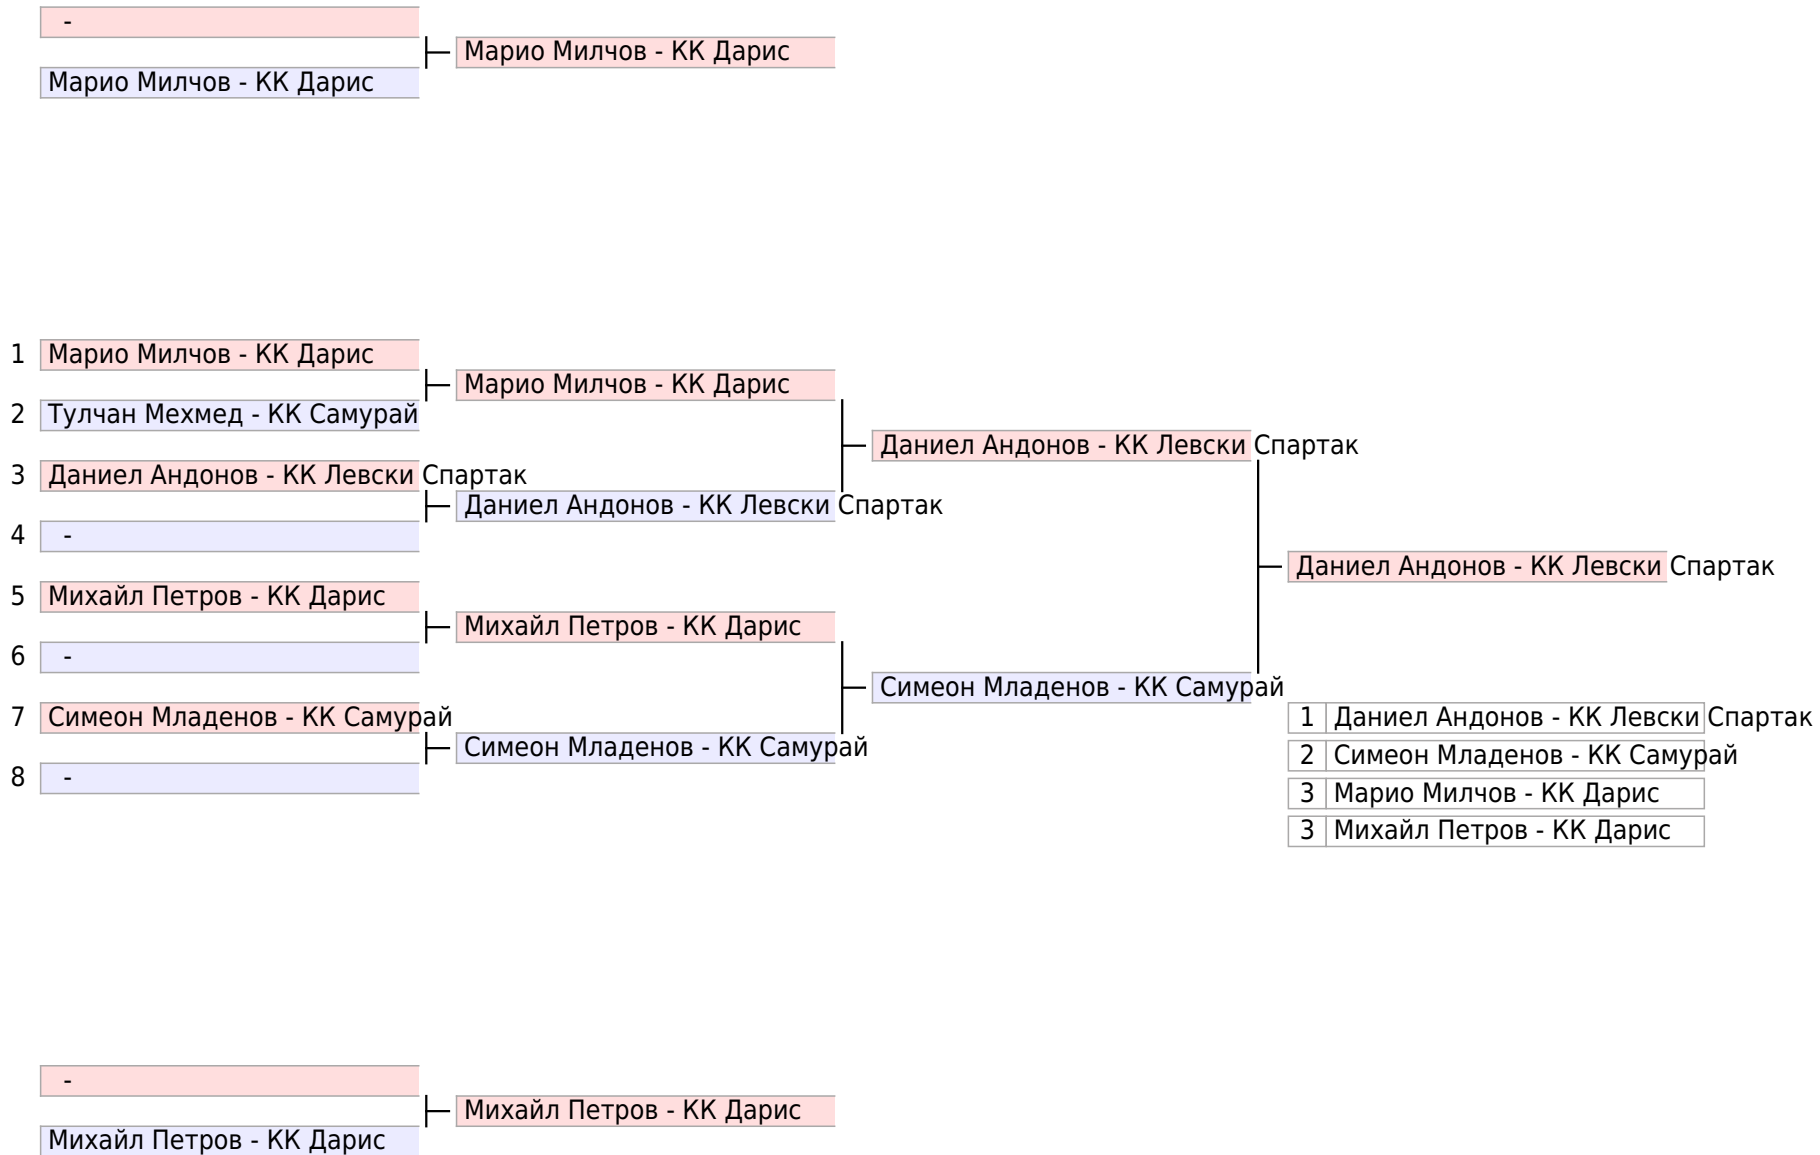 -
Марио Милчов - КК Дарис
Марио Милчов - КК Дарис
1 Марио Милчов - КК Дарис
Марио Милчов - КК Дарис
2 Тулчан Мехмед - КК Самурай
Даниел Андонов - КК Левски Спартак
3 Даниел Андонов - КК Левски Спартак
Даниел Андонов - КК Левски Спартак
4 -
Даниел Андонов - КК Левски Спартак
5 Михайл Петров - КК Дарис
Михайл Петров - КК Дарис
6 -
Симеон Младенов - КК Самурай
7 Симеон Младенов - КК Самурай
1 Даниел Андонов - КК Левски Спартак
Симеон Младенов - КК Самурай
2 Симеон Младенов - КК Самурай
8 -
3 Марио Милчов - КК Дарис
3 Михайл Петров - КК Дарис
-
Михайл Петров - КК Дарис
Михайл Петров - КК Дарис